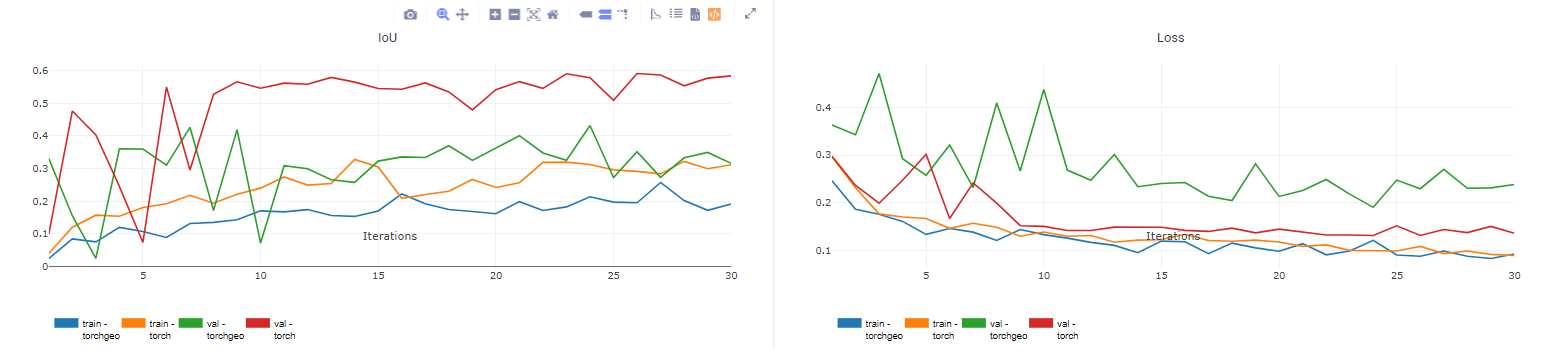 IoU
0.6
0.5
0.4
0.3
0.2
0.1
0
5
10
15
20
25
30
Iterations
train - torchgeo
train - torch
val - torchgeo
val - torch
Loss
0.4
0.3
0.2
0.1
5
10
15
20
25
30
Iterations
train - torchgeo
train - torch
val - torchgeo
val - torch